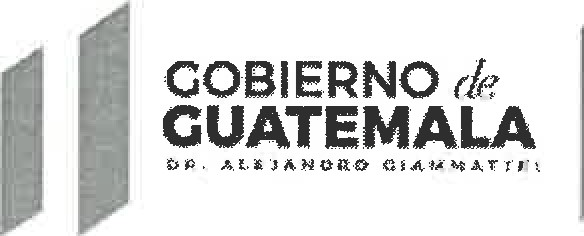 GOBIERNO de
GUATEMALA
DR. ALEJANDRO GIAMMATTEI